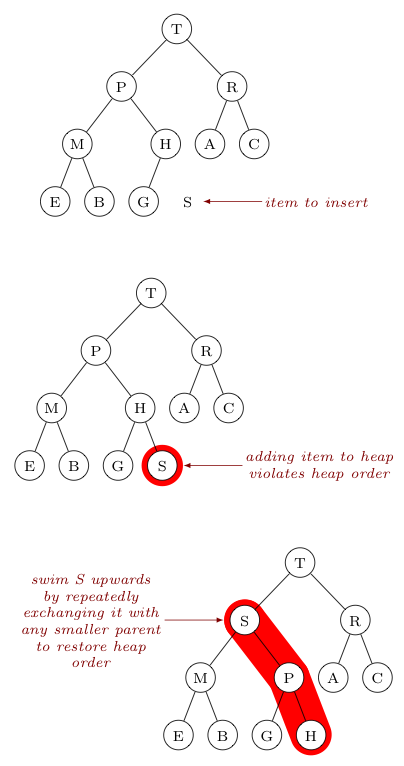 T
P R
M H A C
E B G S item to insert
T
P R
M H A C
adding item to heap
E B G S
violates heap order
T
swim S upwards
by repeatedly
exchanging it with
any smaller parent
to restore heap
order
S R
M P A C
E B G H